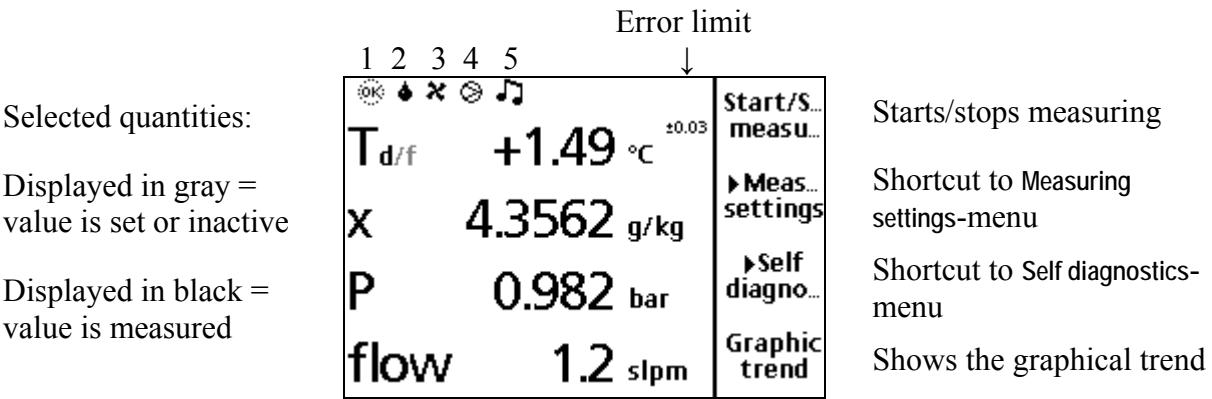 Error limit
1 2 3 4 5
↓
Selected quantities:
Displayed in gray =
value is set or inactive
Displayed in black =
value is measured
OK
Td/f +1.49 °C ±0.03
x 4.3562 g/kg
P 0.982 bar
flow 1.2 slpm
Start/S…
measu…
▶Meas…
settings
▶Self
diagno…
Graphic
trend
Starts/stops measuring
Shortcut to Measuring
settings-menu
Shortcut to Self diagnostics-
menu
Shows the graphical trend